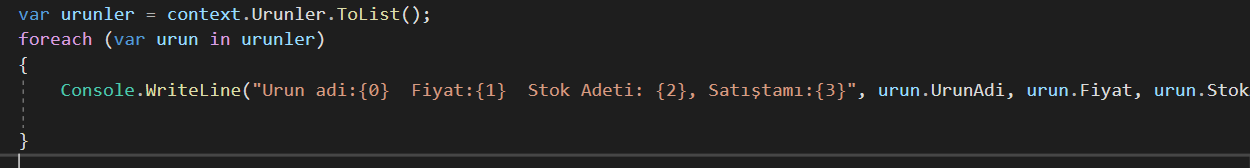 var urunler = context.Urunler.ToList();
foreach (var urun in urunler)
{
Console.WriteLine("Urun adi:{0}  Fiyat:{1}  Stok Adeti: {2}, Satıştamı:{3}", urun.UrunAdi, urun.Fiyat, urun.Stok
}